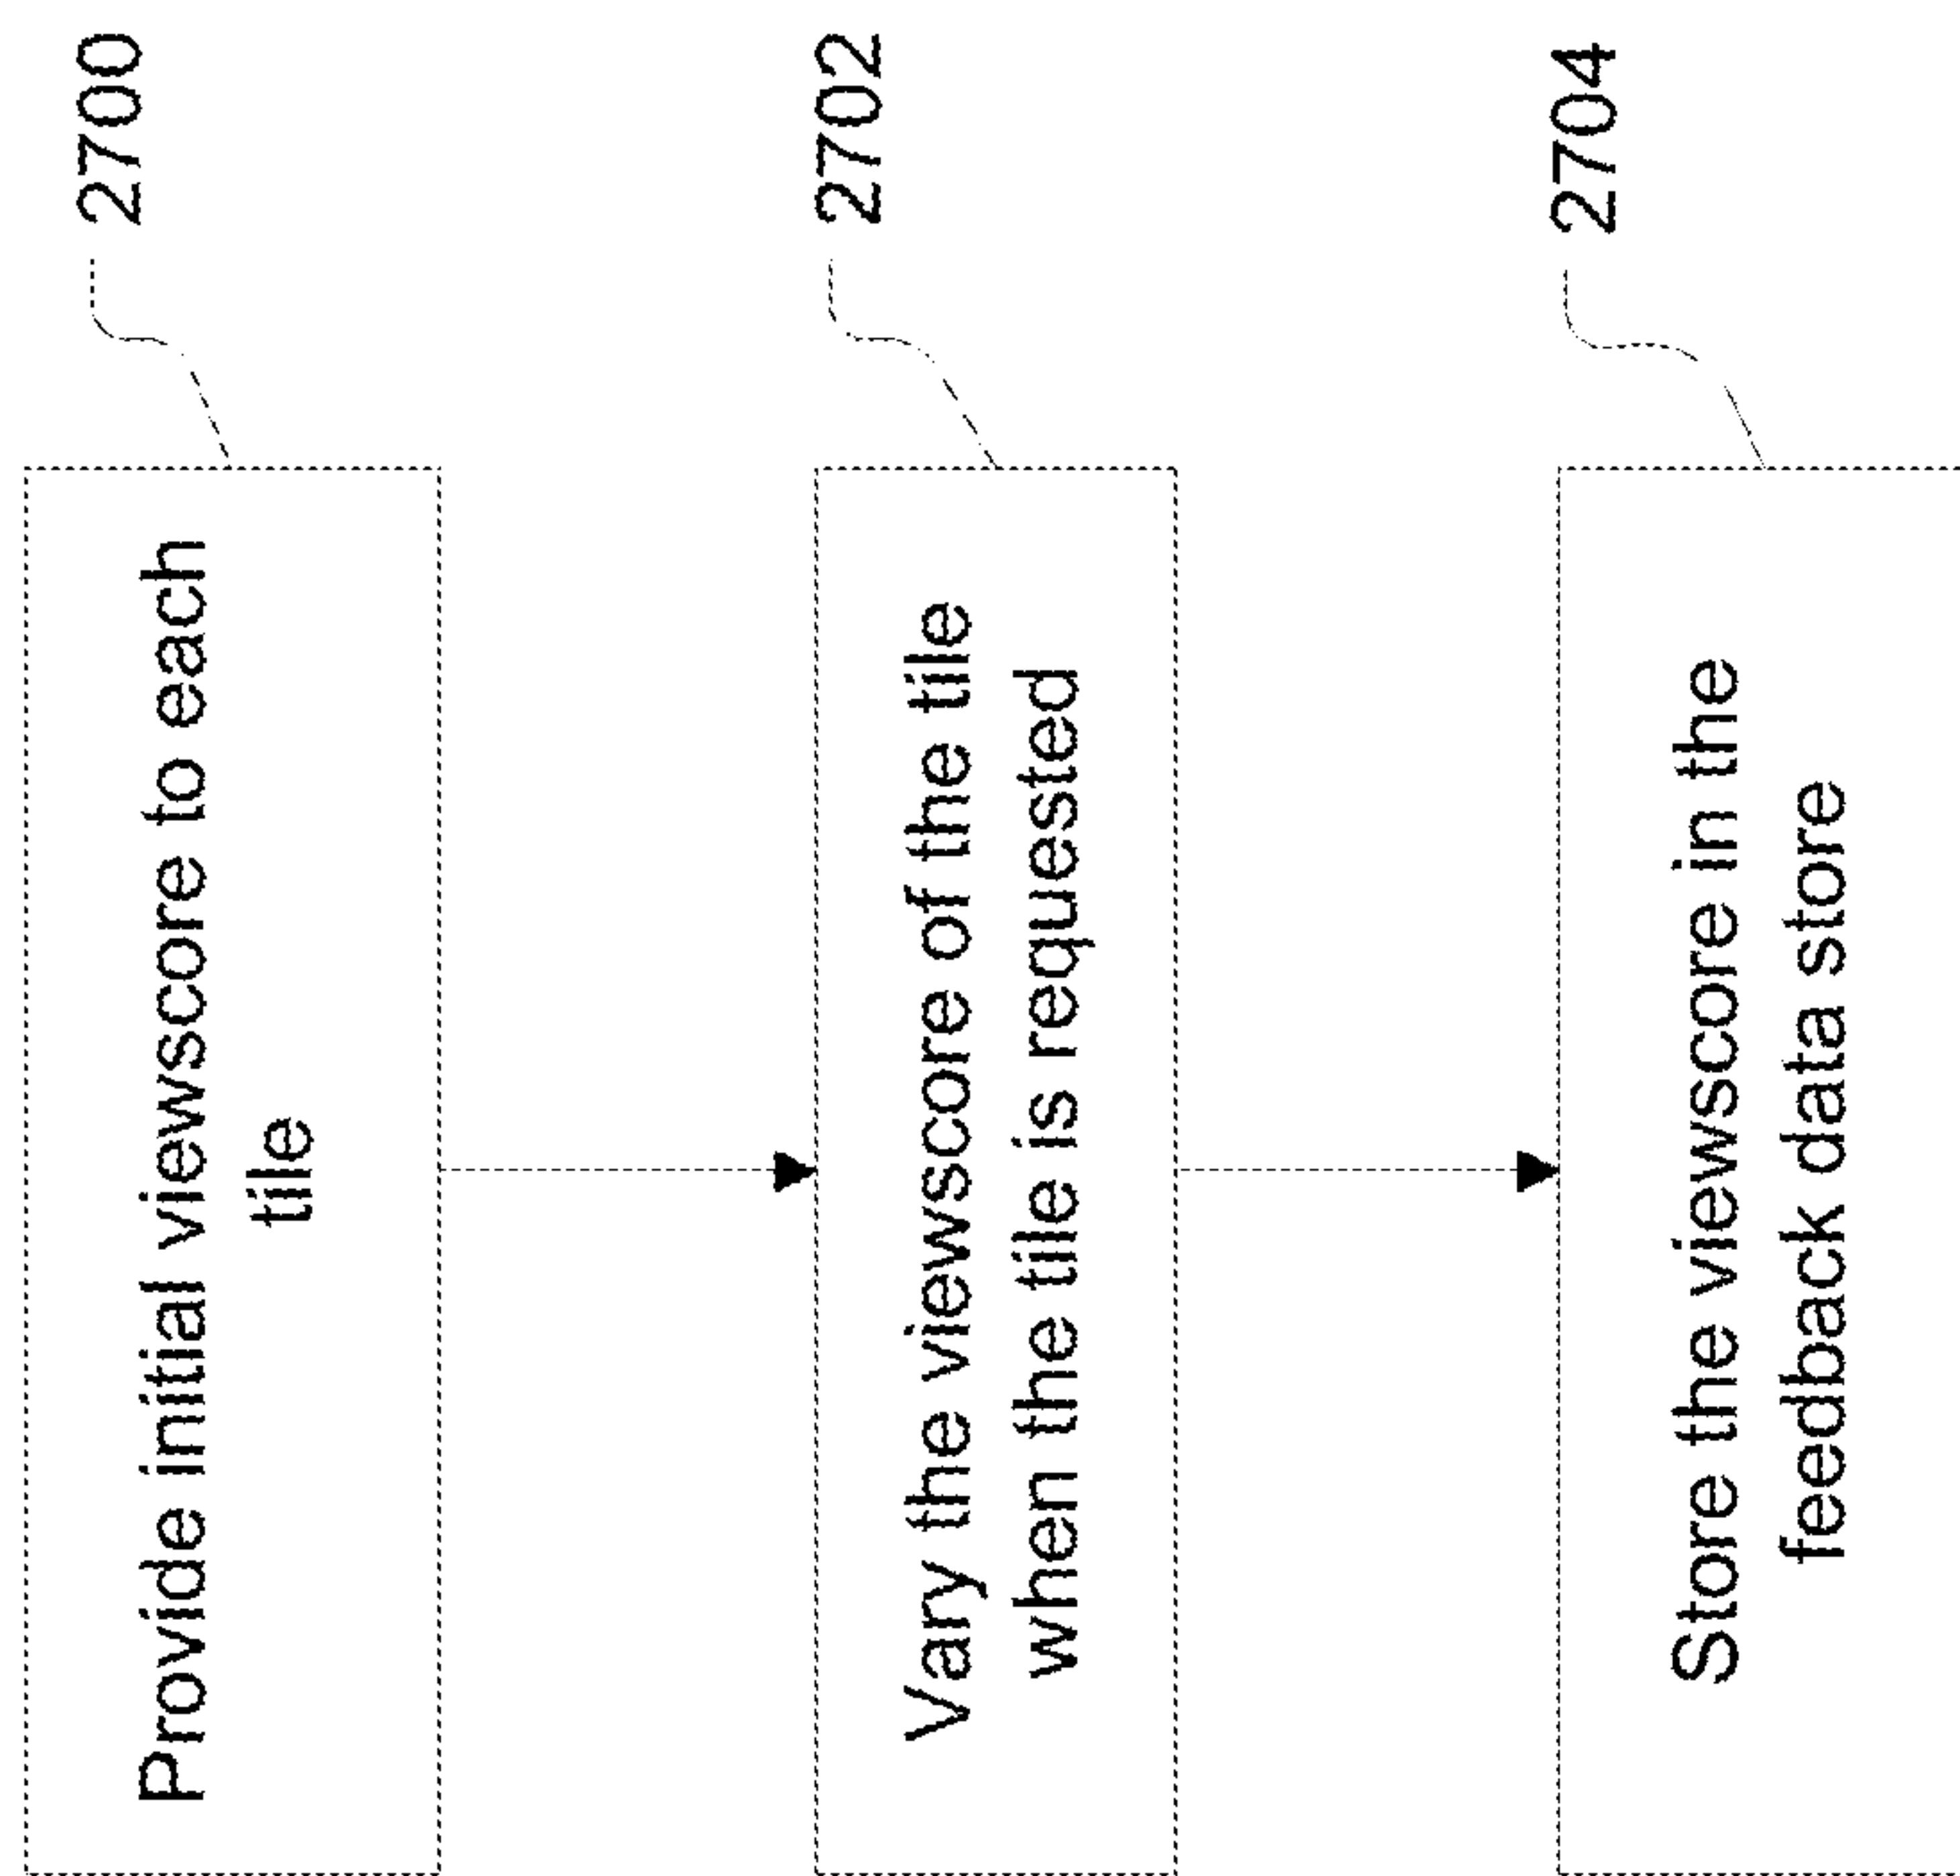 Provide initial viewscore to each
tile
2700
Vary the viewscore of the tile
when the tile is requested
2702
Store the viewscore in the
feedback data store
2704